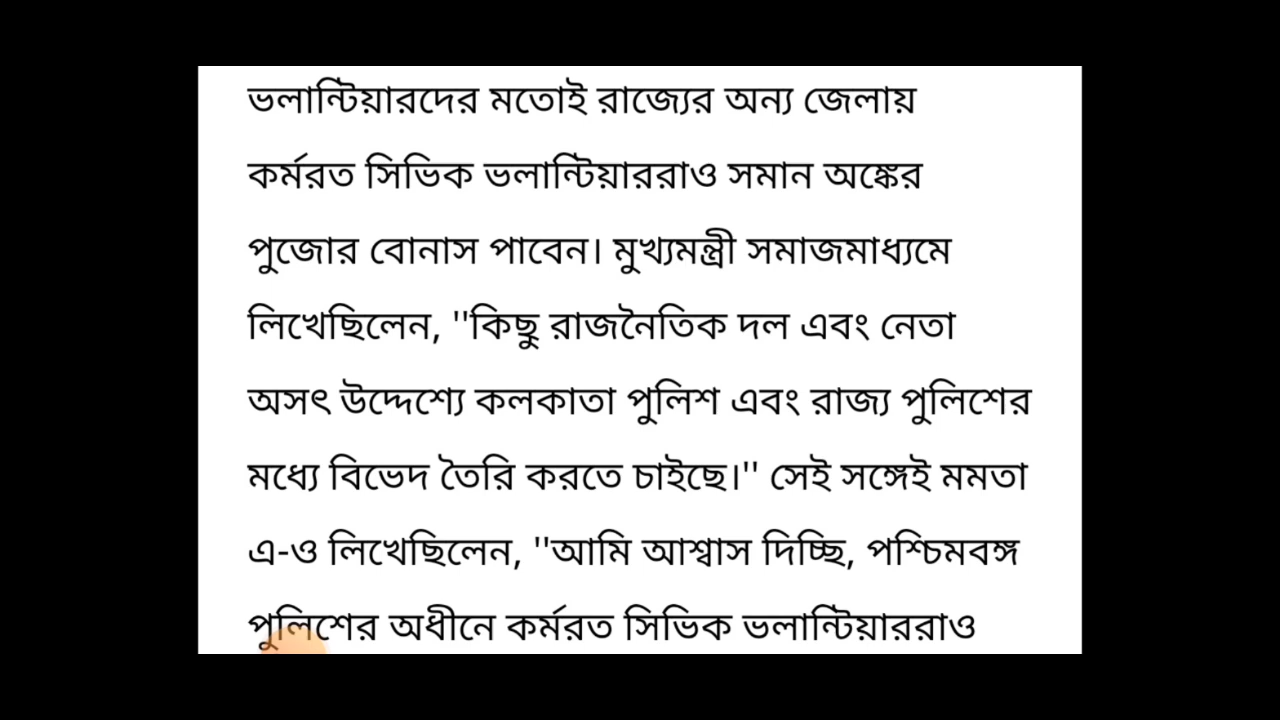 ভলান্টিয়ারদের মতোই রাজ্যের অন্য জেলায়
কর্মরত সিভিক ভলান্টিয়াররাও সমান অঙ্কের
পুজোর বোনাস পাবেন। মুখ্যমন্ত্রী সমাজমাধ্যমে
লিখেছিলেন, ''কিছু রাজনৈতিক দল এবং নেতা
অসৎ উদ্দেশ্যে কলকাতা পুলিশ এবং রাজ্য পুলিশের
মধ্যে বিভেদ তৈরি করতে চাইছে।'' সেই সঙ্গেই মমতা
এ-ও লিখেছিলেন, ''আমি আশ্বাস দিচ্ছি, পশ্চিমবঙ্গ
পুলিশের অধীনে কর্মরত সিভিক ভলান্টিয়াররাও